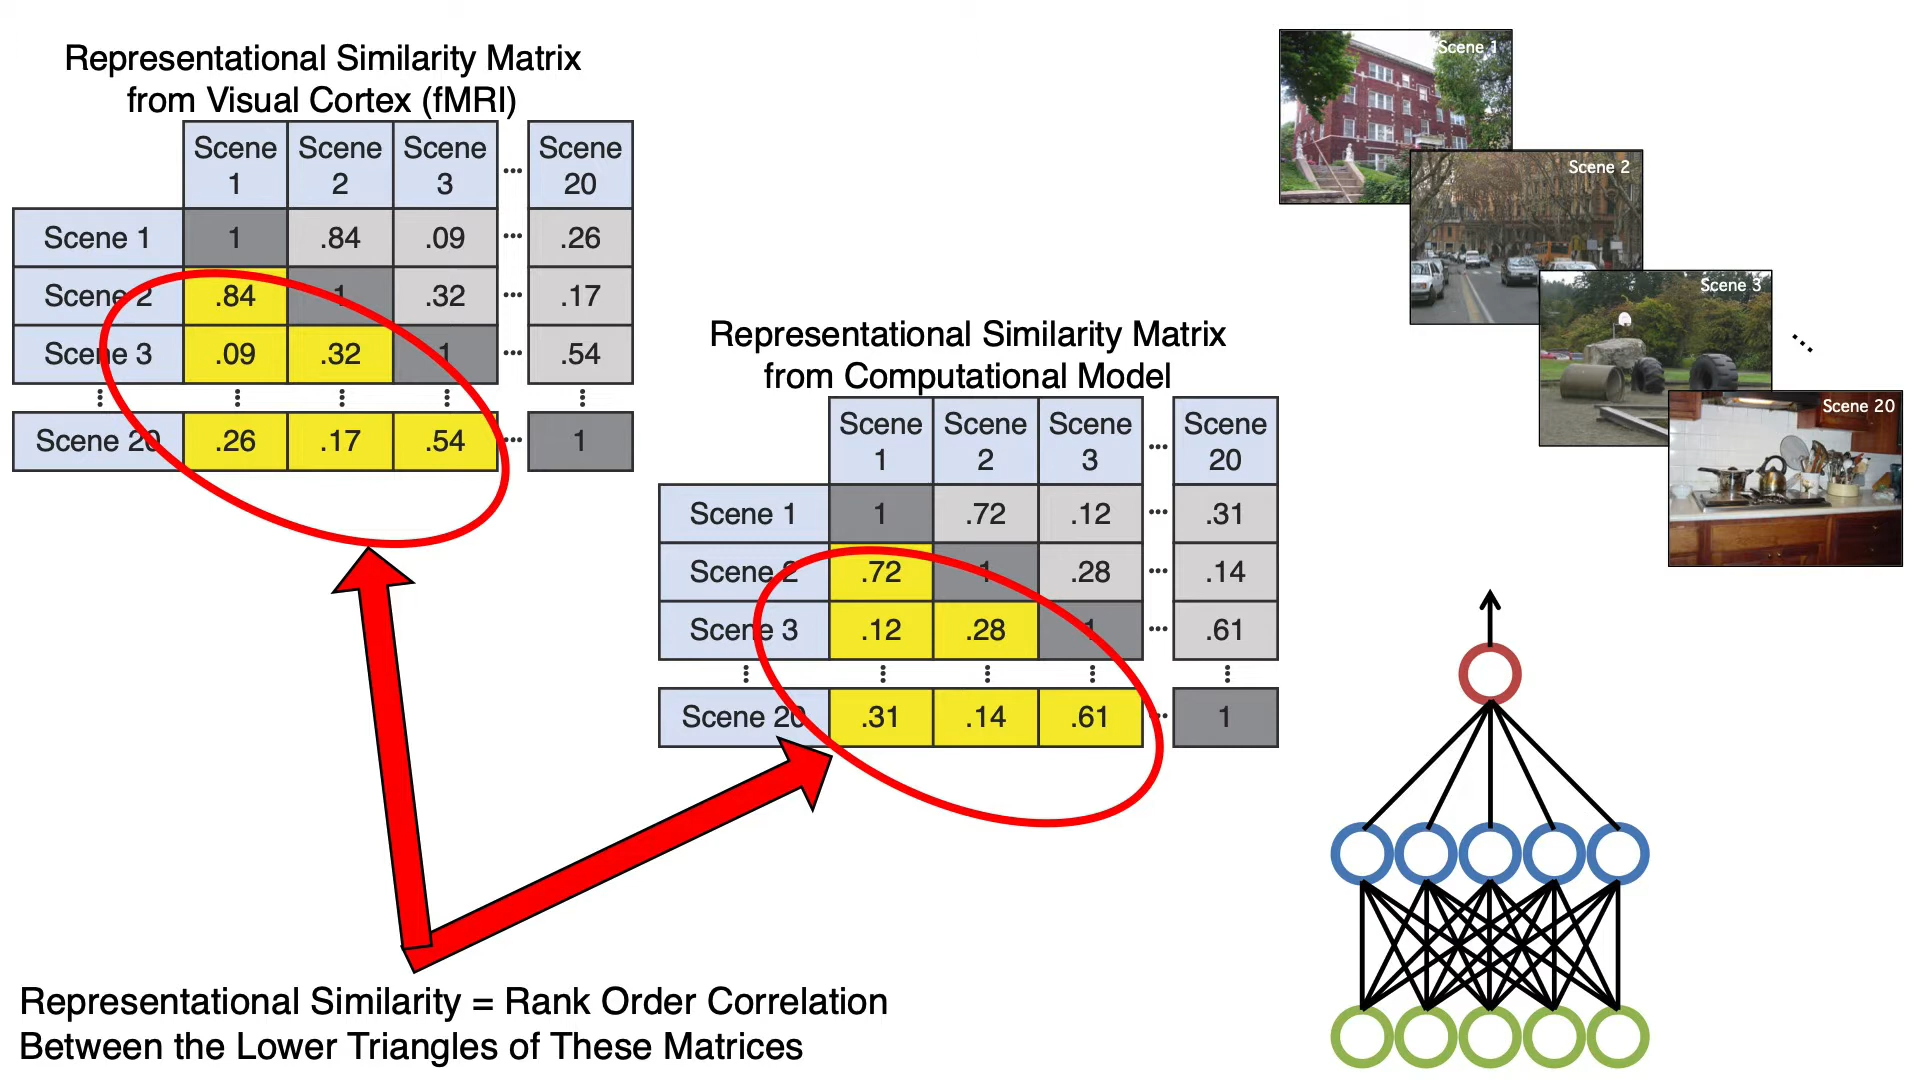 Representational Similarity Matrix
from Visual Cortex (fMRI)
Scene 1 Scene 2 Scene 3 ... Scene 20
Scene 1 1 .84 .09 ... .26
Scene 2 .84 1 .32 ... .17
Scene 3 .09 .32 1 ... .54
Scene 20 .26 .17 .54 ... 1
Representational Similarity Matrix
from Computational Model
Scene 1 Scene 2 Scene 3 ... Scene 20
Scene 1 1 .72 .12 ... .31
Scene 2 .72 1 .28 ... .14
Scene 3 .12 .28 1 ... .61
Scene 20 .31 .14 .61 ... 1
Scene 1
Scene 2
Scene 3
Scene 20
Representational Similarity = Rank Order Correlation
Between the Lower Triangles of These Matrices